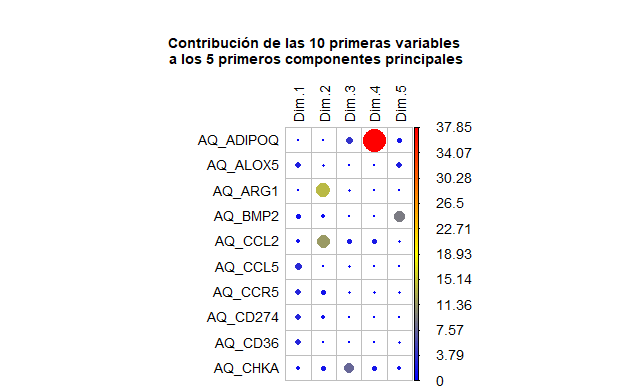 Contribución de las 10 primeras variables
a los 5 primeros componentes principales
Dim.1
Dim.2
Dim.3
Dim.4
Dim.5
AQ_ADIPOQ
AQ_ALOX5
AQ_ARG1
AQ_BMP2
AQ_CCL2
AQ_CCL5
AQ_CCR5
AQ_CD274
AQ_CD36
AQ_CHKA
37.85
34.07
30.28
26.5
22.71
18.93
15.14
11.36
7.57
3.79
0